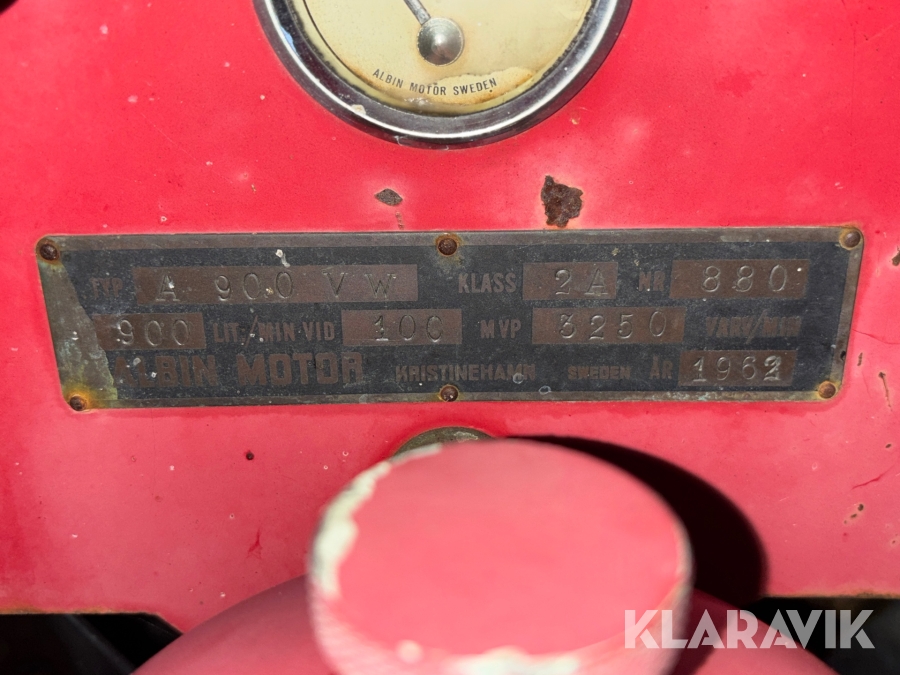 ALBIN MOTOR SWEDEN
TYP A 900 VW KLASS 2A NR 880
900 LIT./MIN VID 100 MVP 3250 VARV/MIN
ALBIN MOTOR KRISTINEHAMN SWEDEN ÅR 1962
KLARAVIK